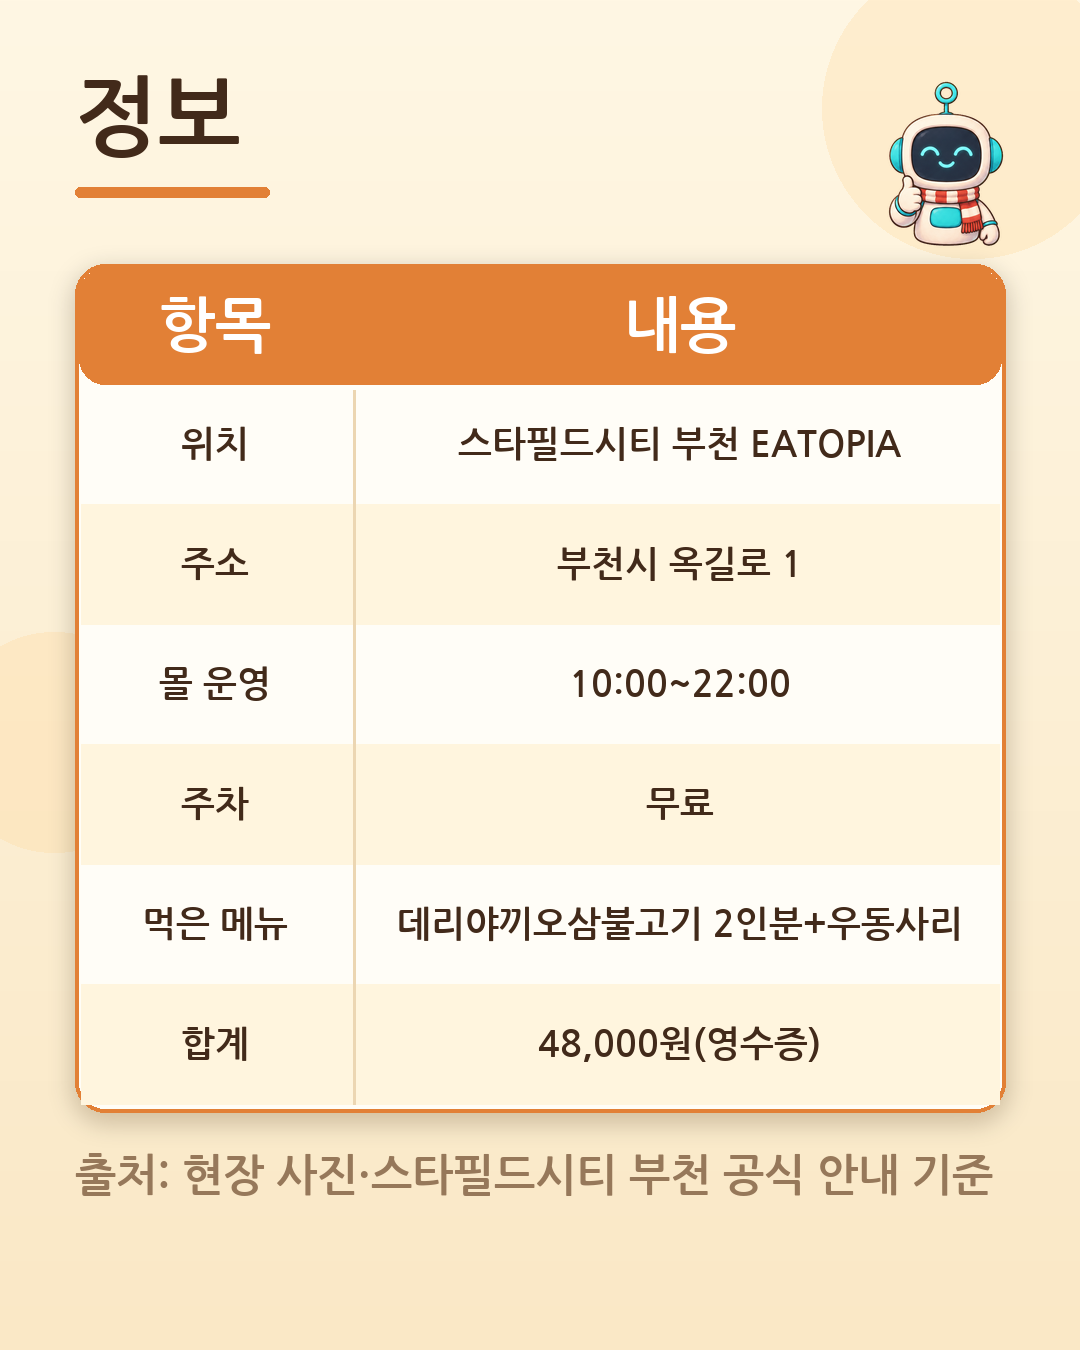 정보
항목 내용
위치 스타필드시티 부천 EATOPIA
주소 부천시 옥길로 1
몰 운영 10:00~22:00
주차 무료
먹은 메뉴 데리야끼오삼불고기 2인분+우동사리
합계 48,000원(영수증)
출처: 현장 사진·스타필드시티 부천 공식 안내 기준